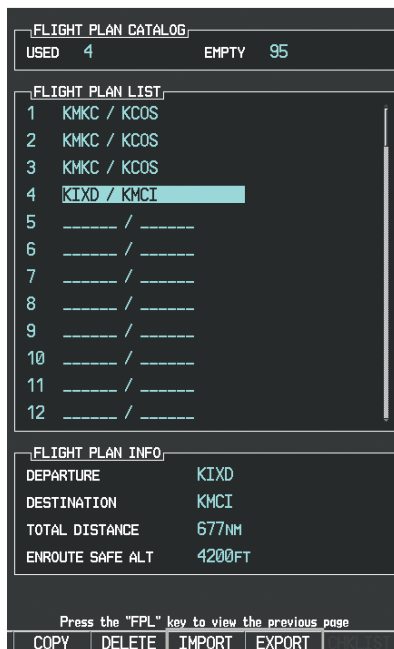 FLIGHT PLAN CATALOG
USED 4 EMPTY 95
FLIGHT PLAN LIST
1 KMKC / KCOS
2 KMKC / KCOS
3 KMKC / KCOS
4 KIXD / KMCI
5 ______ / ______
6 ______ / ______
7 ______ / ______
8 ______ / ______
9 ______ / ______
10 ______ / ______
11 ______ / ______
12 ______ / ______
FLIGHT PLAN INFO
DEPARTURE KIXD
DESTINATION KMCI
TOTAL DISTANCE 677NM
ENROUTE SAFE ALT 4200FT
Press the "FPL" key to view the previous page
COPY DELETE IMPORT EXPORT CHKLIST